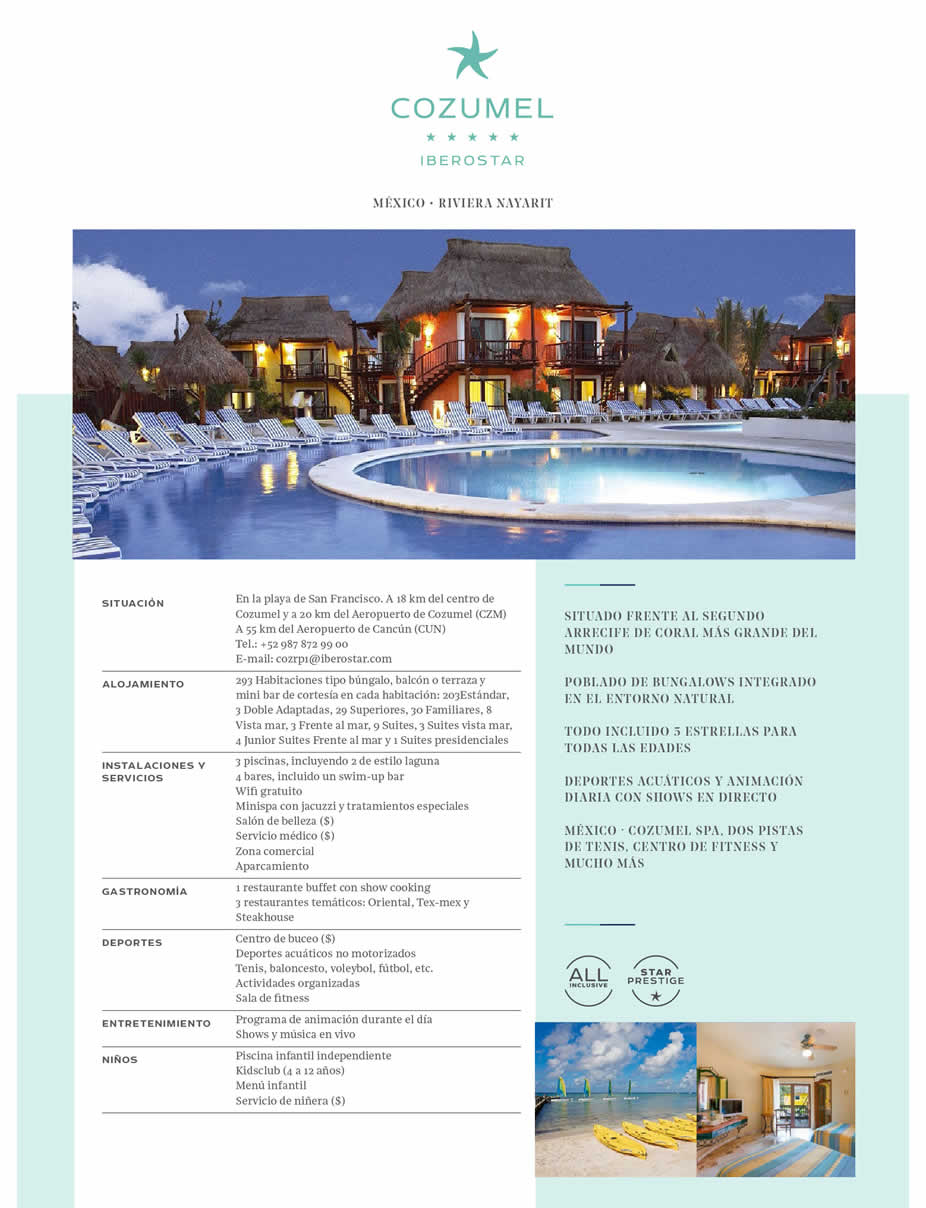 COZUMEL
★ ★ ★ ★ ★
IBEROSTAR
MÉXICO • RIVIERA NAYARIT
SITUACIÓN
En la playa de San Francisco. A 18 km del centro de
Cozumel y a 20 km del Aeropuerto de Cozumel (CZM)
A 55 km del Aeropuerto de Cancún (CUN)
Tel.: +52 987 872 99 00
E-mail: cozrp1@iberostar.com
ALOJAMIENTO
293 Habitaciones tipo búngalo, balcón o terraza y
mini bar de cortesía en cada habitación: 203Estándar,
3 Doble Adaptadas, 29 Superiores, 30 Familiares, 8
Vista mar, 3 Frente al mar, 9 Suites, 3 Suites vista mar,
4 Junior Suites Frente al mar y 1 Suites presidenciales
INSTALACIONES Y
SERVICIOS
3 piscinas, incluyendo 2 de estilo laguna
4 bares, incluido un swim-up bar
Wifi gratuito
Minispa con jacuzzi y tratamientos especiales
Salón de belleza ($)
Servicio médico ($)
Zona comercial
Aparcamiento
GASTRONOMÍA
1 restaurante buffet con show cooking
3 restaurantes temáticos: Oriental, Tex-mex y
Steakhouse
DEPORTES
Centro de buceo ($)
Deportes acuáticos no motorizados
Tenis, baloncesto, voleybol, fútbol, etc.
Actividades organizadas
Sala de fitness
ENTRETENIMIENTO
Programa de animación durante el día
Shows y música en vivo
NIÑOS
Piscina infantil independiente
Kidsclub (4 a 12 años)
Menú infantil
Servicio de niñera ($)
SITUADO FRENTE AL SEGUNDO
ARRECIFE DE CORAL MÁS GRANDE DEL
MUNDO
POBLADO DE BUNGALOWS INTEGRADO
EN EL ENTORNO NATURAL
TODO INCLUIDO 5 ESTRELLAS PARA
TODAS LAS EDADES
DEPORTES ACUÁTICOS Y ANIMACIÓN
DIARIA CON SHOWS EN DIRECTO
MÉXICO · COZUMEL SPA, DOS PISTAS
DE TENIS, CENTRO DE FITNESS Y
MUCHO MÁS
ALL
INCLUSIVE
STAR
PRESTIGE